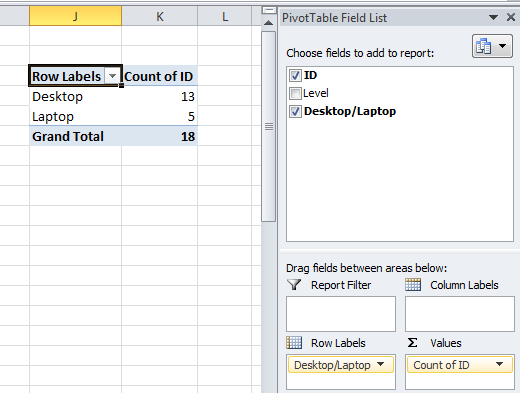 J K L
Row Labels Count of ID
Desktop 13
Laptop 5
Grand Total 18
PivotTable Field List
Choose fields to add to report:
ID
Level
Desktop/Laptop
Drag fields between areas below:
Report Filter Column Labels
Row Labels Σ Values
Desktop/Laptop Count of ID